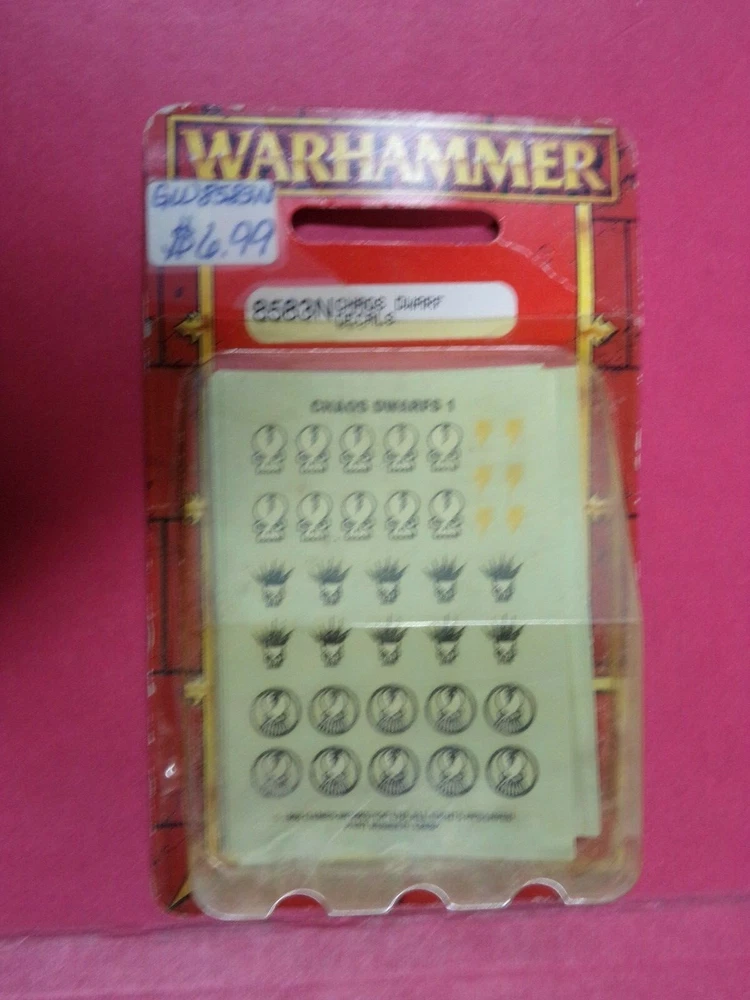 WARHAMMER
GW8583N
$6.99
8583N CHAOS DWARF
DECALS
CHAOS DWARFS 1